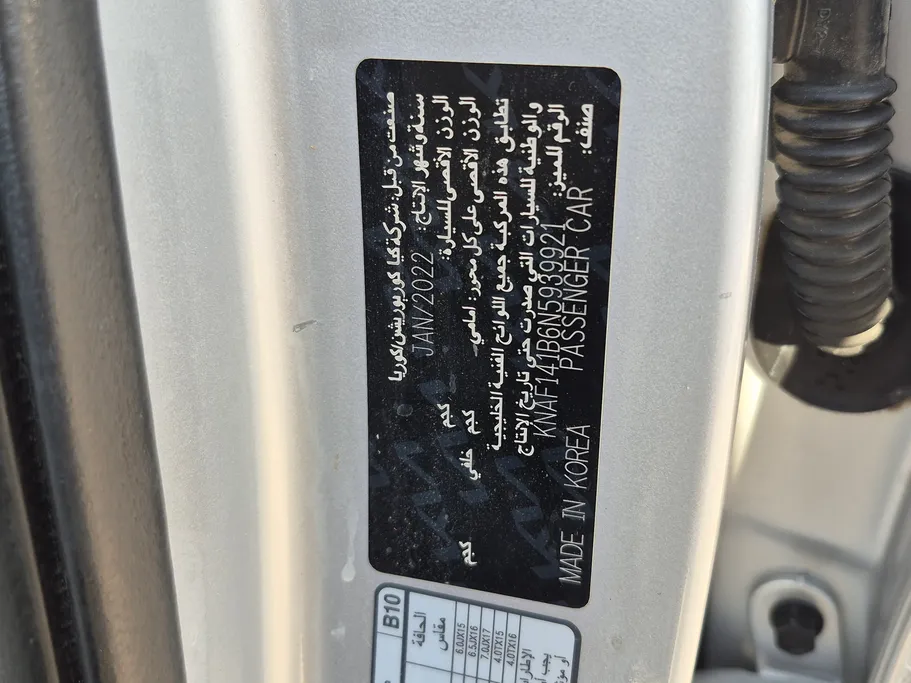 صنعت من قبل: شركة كيا كوربوريشن/كوريا
سنة وشهر الإنتاج: JAN/2022
الوزن الأقصى للسيارة: كجم
الوزن الأقصى على كل محور: امامي كجم خلفي كجم
تطابق هذه المركبة جميع اللوائح الفنية الخليجية
والوطنية للسيارات التي صدرت حتى تاريخ الإنتاج
الرقم المميز: KNAF141B6N5939921
صنف: PASSENGER CAR MADE IN KOREA
B10
مقاس الحافة
6.0JX15
6.5JX16
7.0JX17
4.0TX15
4.0TX16